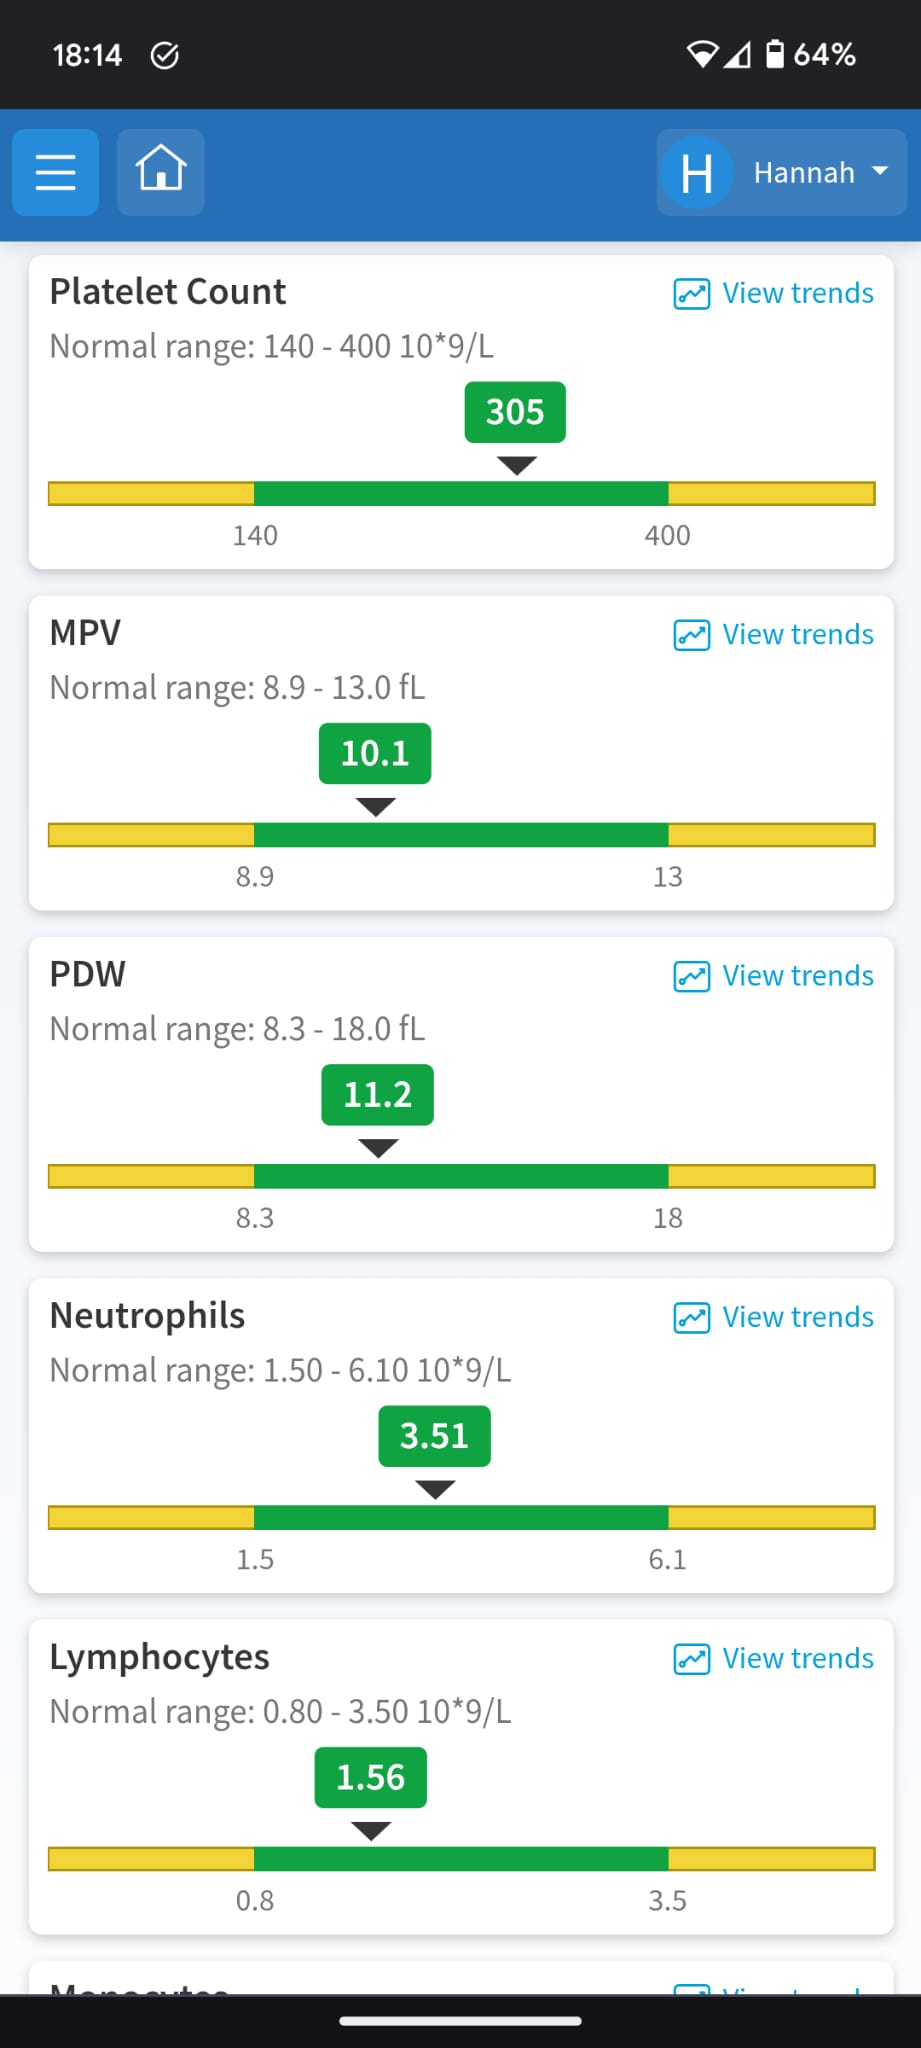 18:14
64%
H Hannah
Platelet Count
View trends
Normal range: 140 - 400 10*9/L
305
140 400
MPV
View trends
Normal range: 8.9 - 13.0 fL
10.1
8.9 13
PDW
View trends
Normal range: 8.3 - 18.0 fL
11.2
8.3 18
Neutrophils
View trends
Normal range: 1.50 - 6.10 10*9/L
3.51
1.5 6.1
Lymphocytes
View trends
Normal range: 0.80 - 3.50 10*9/L
1.56
0.8 3.5
Monocytes
View trends